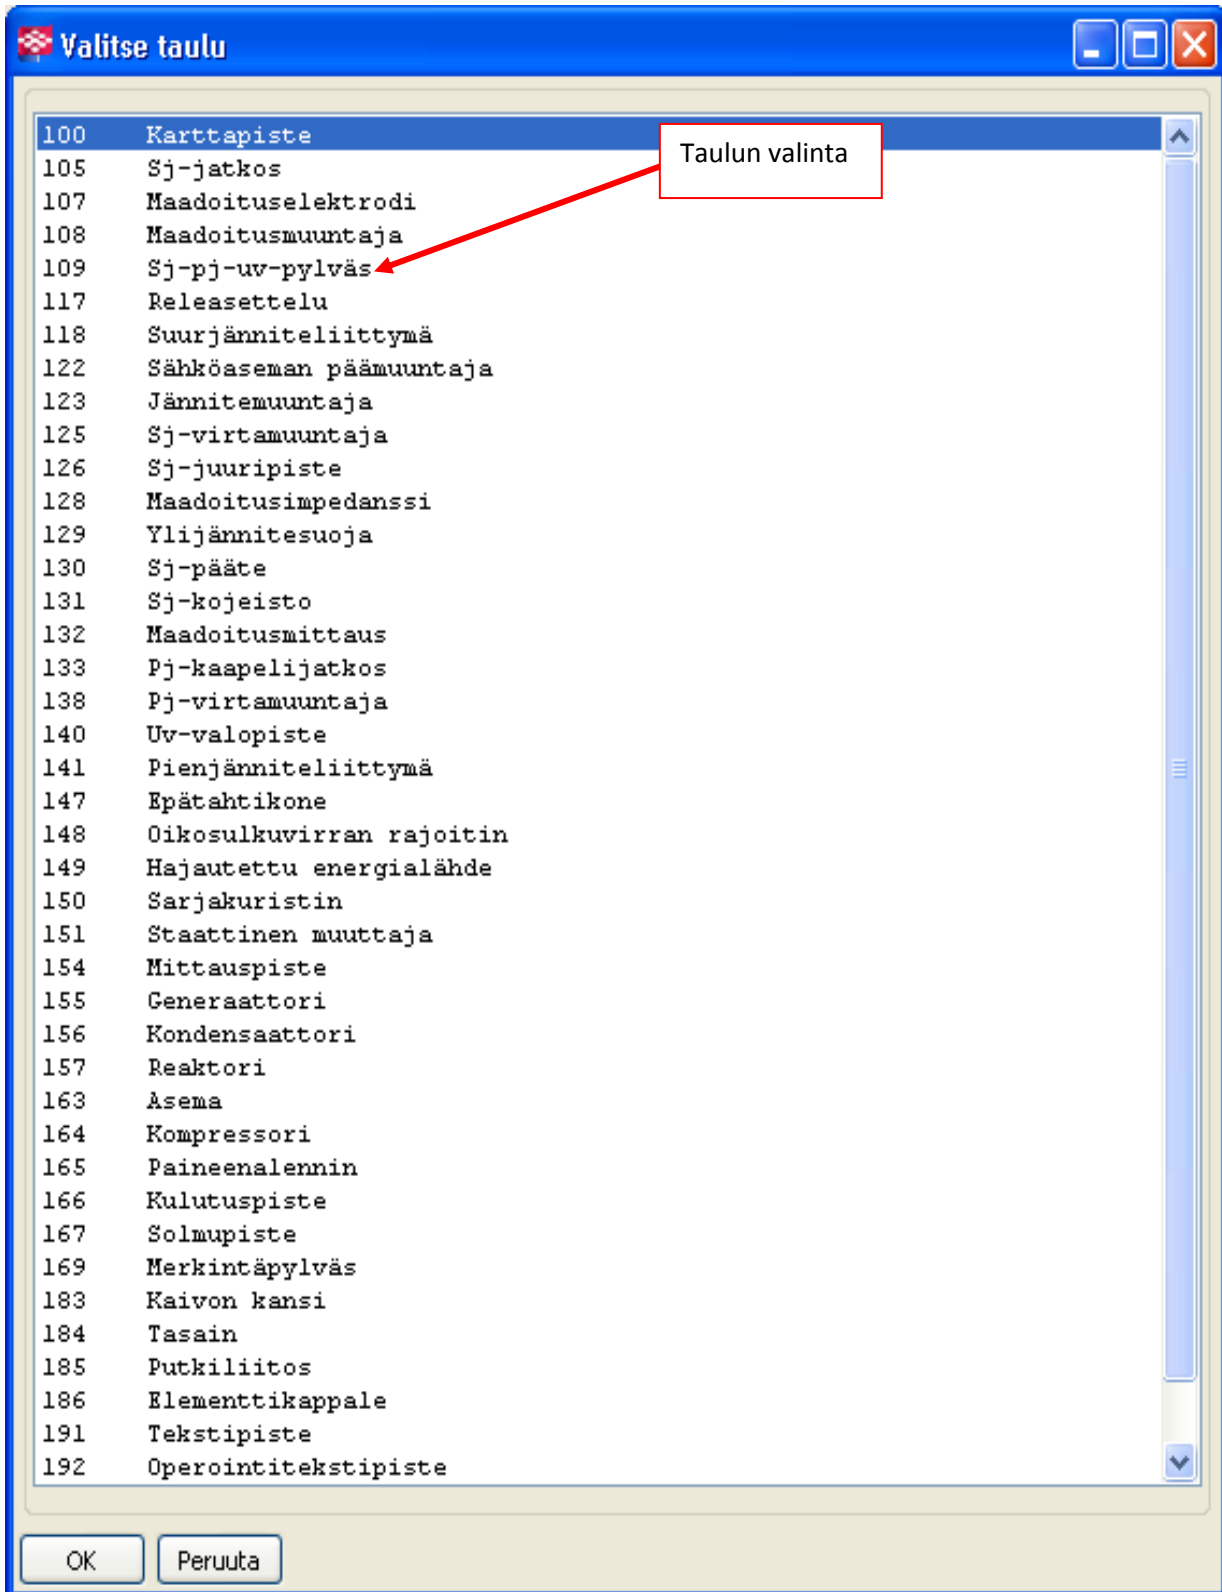 Valitse taulu
100 Karttapiste
Taulun valinta
105 Sj-jatkos
107 Maadoituselektrodi
108 Maadoitusmuuntaja
109 Sj-pj-uv-pylväs
117 Releasettelu
118 Suurjänniteliittymä
122 Sähköaseman päämuuntaja
123 Jännitemuuntaja
125 Sj-virtamuuntaja
126 Sj-juuripiste
128 Maadoitusimpedanssi
129 Ylijännitesuoja
130 Sj-pääte
131 Sj-kojeisto
132 Maadoitusmittaus
133 Pj-kaapelijatkos
138 Pj-virtamuuntaja
140 Uv-valopiste
141 Pienjänniteliittymä
147 Epätahtikone
148 Oikosulkuvirran rajoitin
149 Hajautettu energialähde
150 Sarjakuristin
151 Staattinen muuttaja
154 Mittauspiste
155 Generaattori
156 Kondensaattori
157 Reaktori
163 Asema
164 Kompressori
165 Paineenalennin
166 Kulutuspiste
167 Solmupiste
169 Merkintäpylväs
183 Kaivon kansi
184 Tasain
185 Putkiliitos
186 Elementtikappale
191 Tekstipiste
192 Operointitekstipiste
OK Peruuta